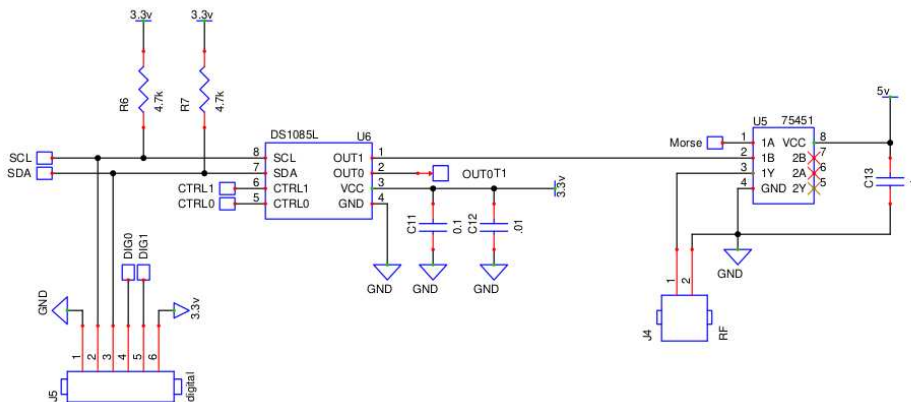 3.3v 3.3v
R6 4.7k R7 4.7k
DS1085L U6
SCL 8 SCL OUT1 1
SDA 7 SDA OUT0 2 OUT0T1
CTRL1 6 CTRL1 VCC 3 3.3v
CTRL0 5 CTRL0 GND 4
C11 0.1 C12 .01
GND GND GND
5v
U5 75451
Morse 1 1A VCC 8
2 1B 2B 7
3 1Y 2A 6
4 GND 2Y 5
C13
GND
1 2
J4 RF
DIG0 DIG1
GND 3.3v
1 2 3 4 5 6
J5 digital